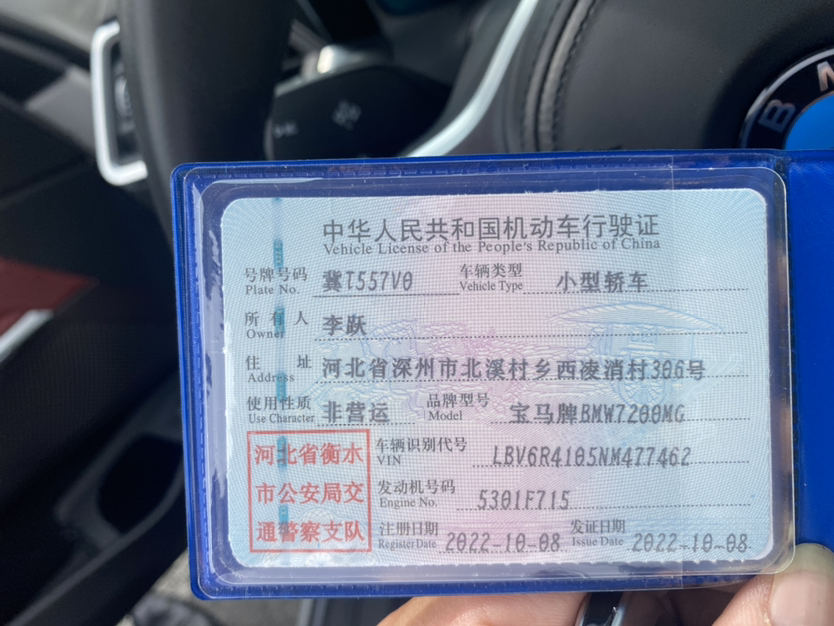 中华人民共和国机动车行驶证
Vehicle License of the People's Republic of China
号牌号码 冀T557V0 车辆类型 小型轿车
Plate No. Vehicle Type
所有人 李跃
Owner
住址 河北省深州市北溪村乡西凌消村306号
Address
使用性质 非营运 品牌型号 宝马牌BMW7200MG
Use Character Model
河北省衡水 车辆识别代号 LBV6R4105NM477462
VIN
市公安局交 发动机号码 5301F715
Engine No.
通警察支队 注册日期 2022-10-08 发证日期 2022-10-08
Register Date Issue Date
B M